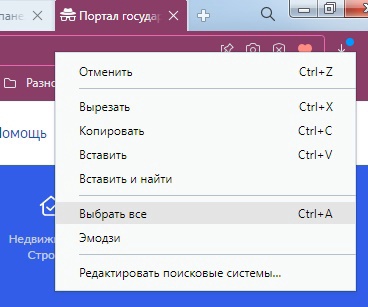 пане
Портал государ
Разно
Отменить Ctrl+Z
Вырезать Ctrl+X
Копировать Ctrl+C
Вставить Ctrl+V
Вставить и найти
Выбрать все Ctrl+A
Эмодзи
Редактировать поисковые системы...
Помощь
Недвиж
Стро